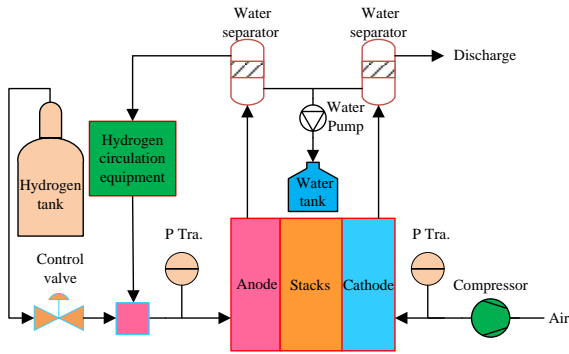 Water
separator
Water
separator
Discharge
Water
Pump
Hydrogen
circulation
equipment
Hydrogen
tank
Water
tank
P Tra.
P Tra.
Control
valve
Anode
Stacks
Cathode
Compressor
Air